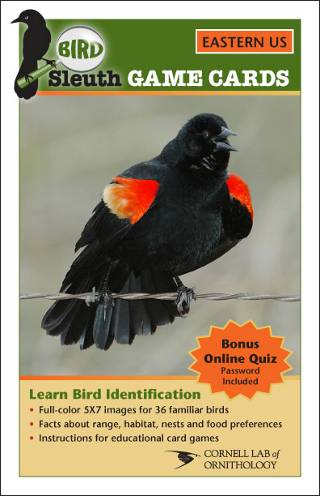 BIRD
EASTERN US
Sleuth GAME CARDS
Bonus
Online Quiz
Password
included
Learn Bird Identification
• Full-color 5X7 images for 36 familiar birds
• Facts about range, habitat, nests and food preferences
• Instructions for educational card games
CORNELL LAB of
ORNITHOLOGY